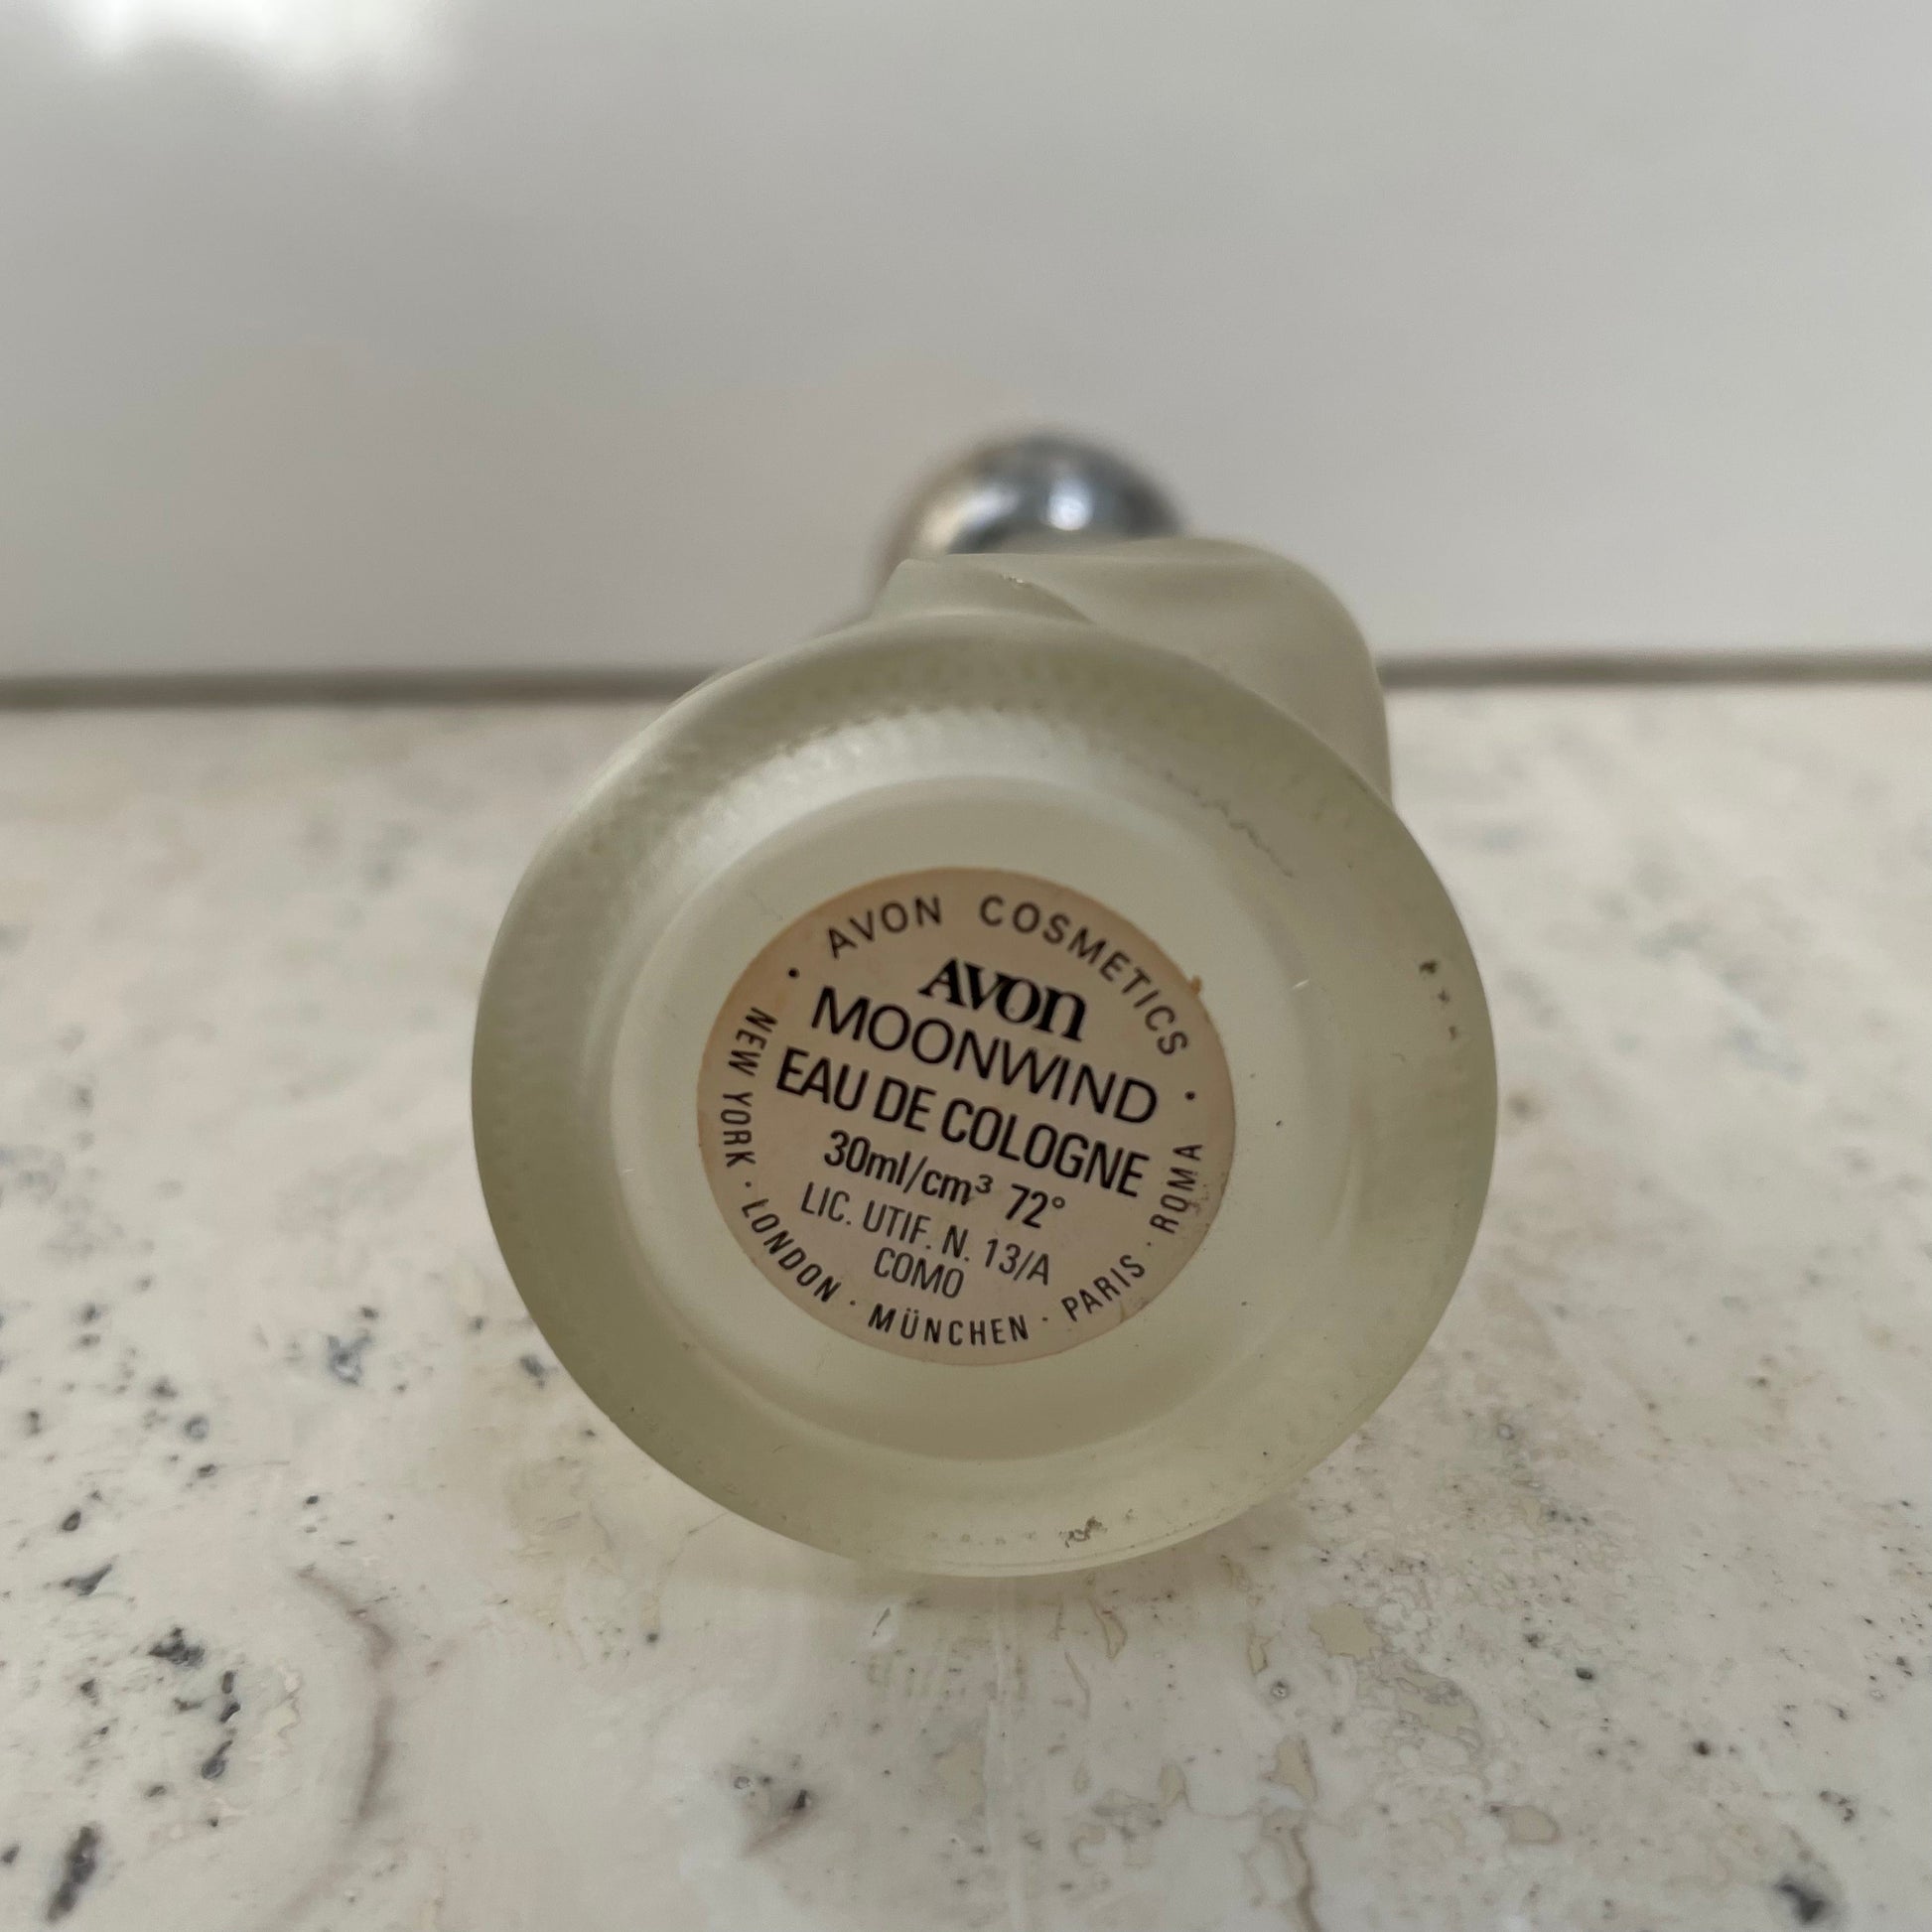 · AVON COSMETICS ·
AVON
MOONWIND
EAU DE COLOGNE
30ml/cm³ 72°
LIC. UTIF. N. 13/A
COMO
NEW YORK · LONDON · MÜNCHEN · PARIS · ROMA